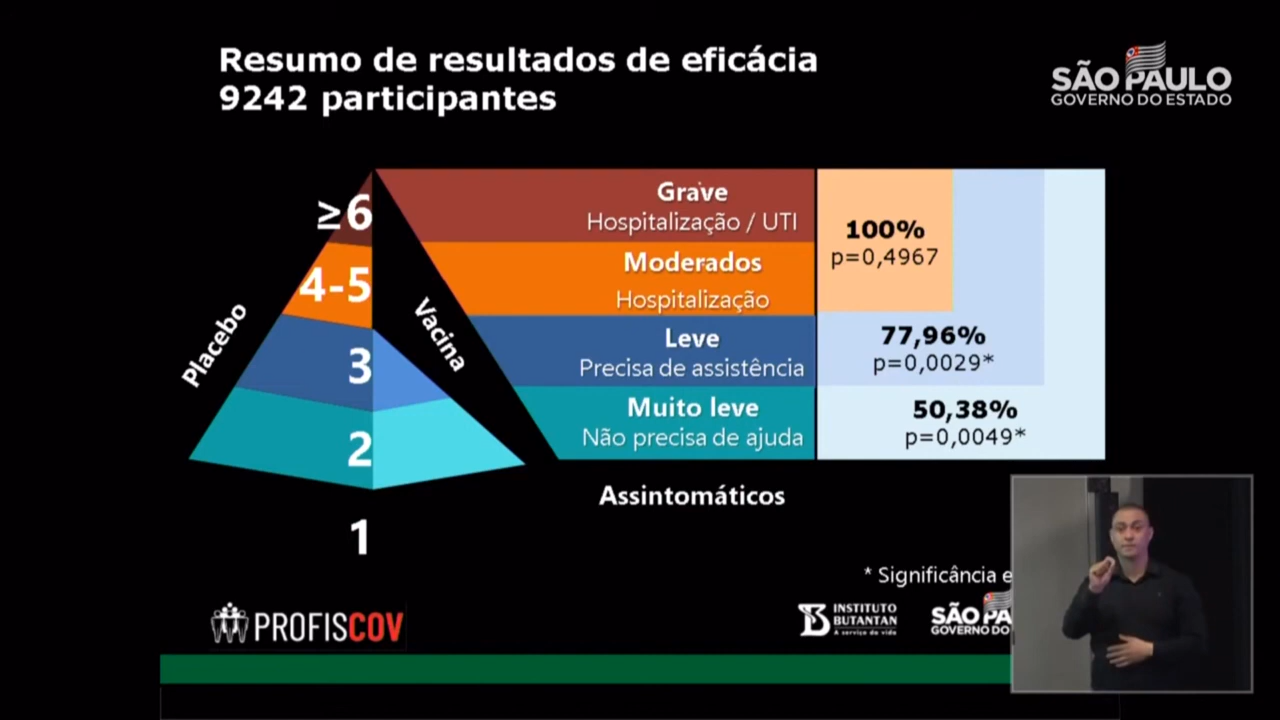 Resumo de resultados de eficácia
9242 participantes
SÃO PAULO
GOVERNO DO ESTADO
≥6
4-5
3
2
1
Placebo
Vacina
Grave
Hospitalização / UTI
Moderados
Hospitalização
Leve
Precisa de assistência
Muito leve
Não precisa de ajuda
100%
p=0,4967
77,96%
p=0,0029*
50,38%
p=0,0049*
Assintomáticos
* Significância e
PROFISCOV
INSTITUTO
BUTANTAN
A serviço da vida
SÃO PA
GOVERNO DO